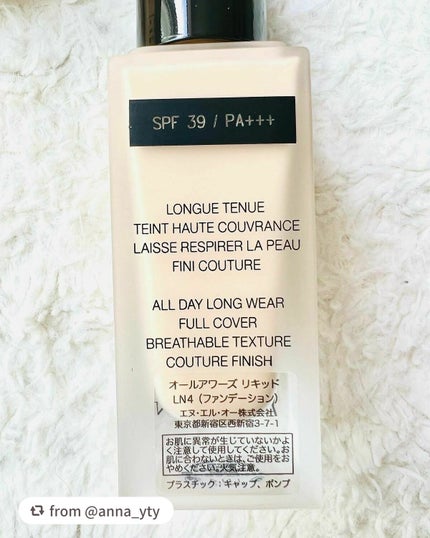 SPF 39 / PA+++
LONGUE TENUE
TEINT HAUTE COUVRANCE
LAISSE RESPIRER LA PEAU
FINI COUTURE
ALL DAY LONG WEAR
FULL COVER
BREATHABLE TEXTURE
COUTURE FINISH
オールアワーズ リキッド
LN4（ファンデーション）
エヌ・エル・オー株式会社
東京都新宿区西新宿3-7-1
お肌に異常が生じていないかよ
く注意して使用してください。お
肌に合わないときは、ご使用をお
やめください。火気注意。
プラスチック：キャップ、ポンプ
from @anna_yty